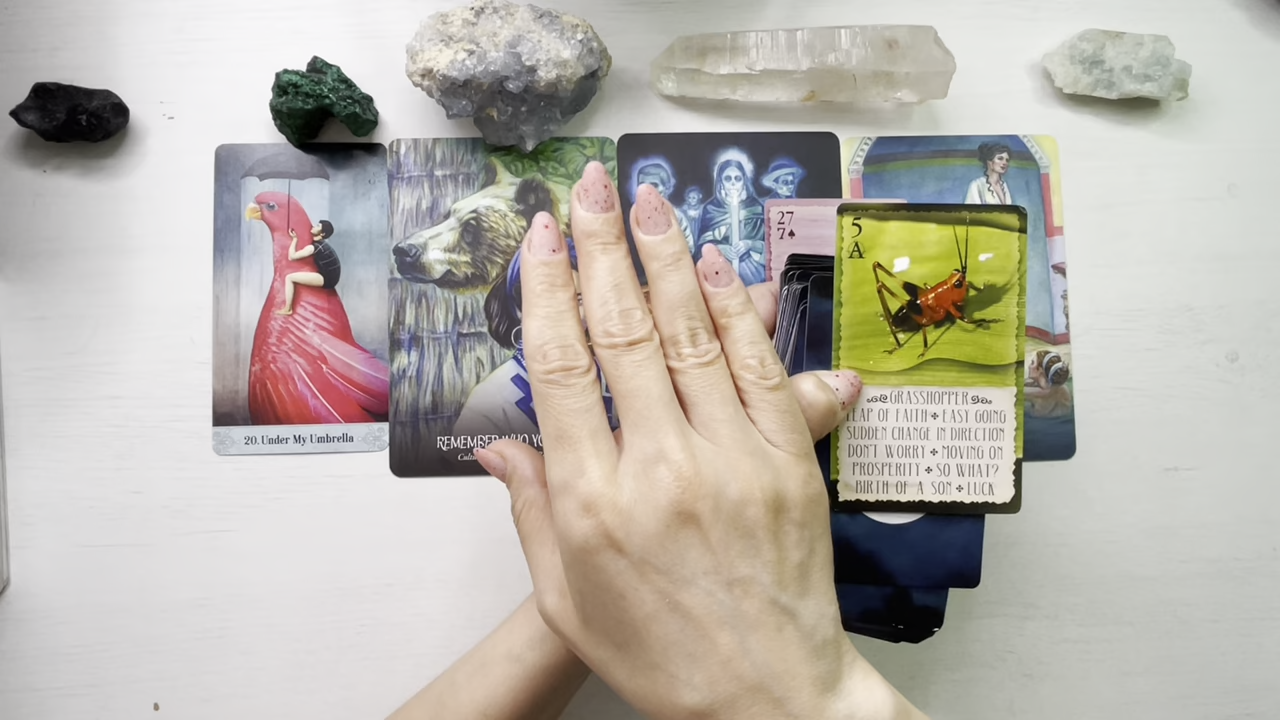 20. Under My Umbrella
REMEMBER WHO
27
7♠
5
A
GRASSHOPPER
LEAP OF FAITH ✤ EASY GOING
SUDDEN CHANGE IN DIRECTION
DON'T WORRY ✤ MOVING ON
PROSPERITY ✤ SO WHAT?
BIRTH OF A SON ✤ LUCK